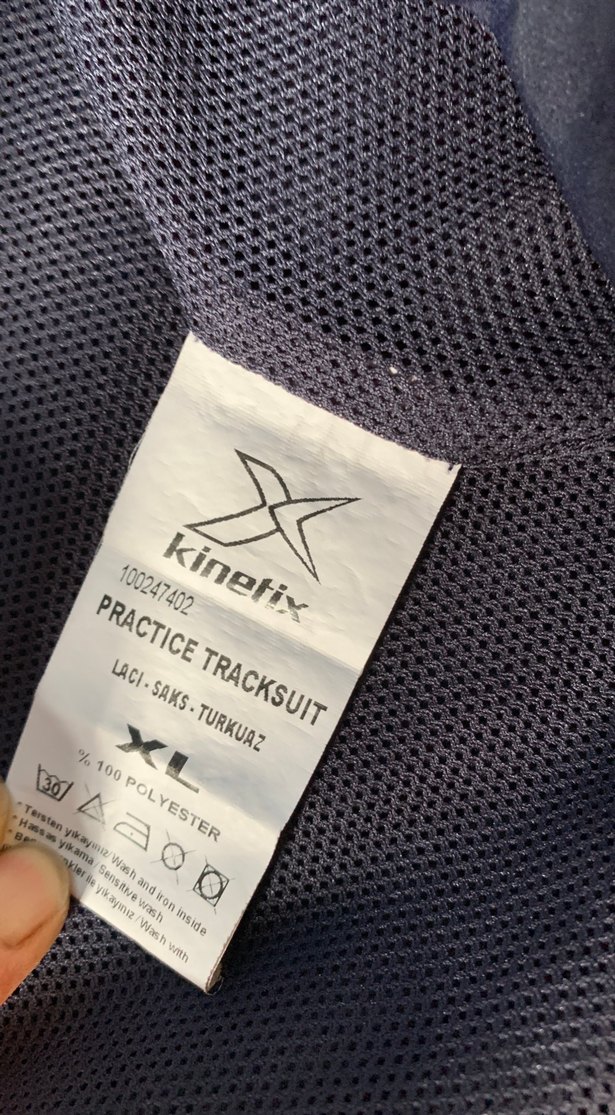 kinetix
100247402
PRACTICE TRACKSUIT
LACI - SAKS - TURKUAZ
XL
% 100 POLYESTER
30
* Tersten yıkayınız/Wash and iron inside
* Hassas yıkama / Sensitive wash
ile yıkayınız / Wash with